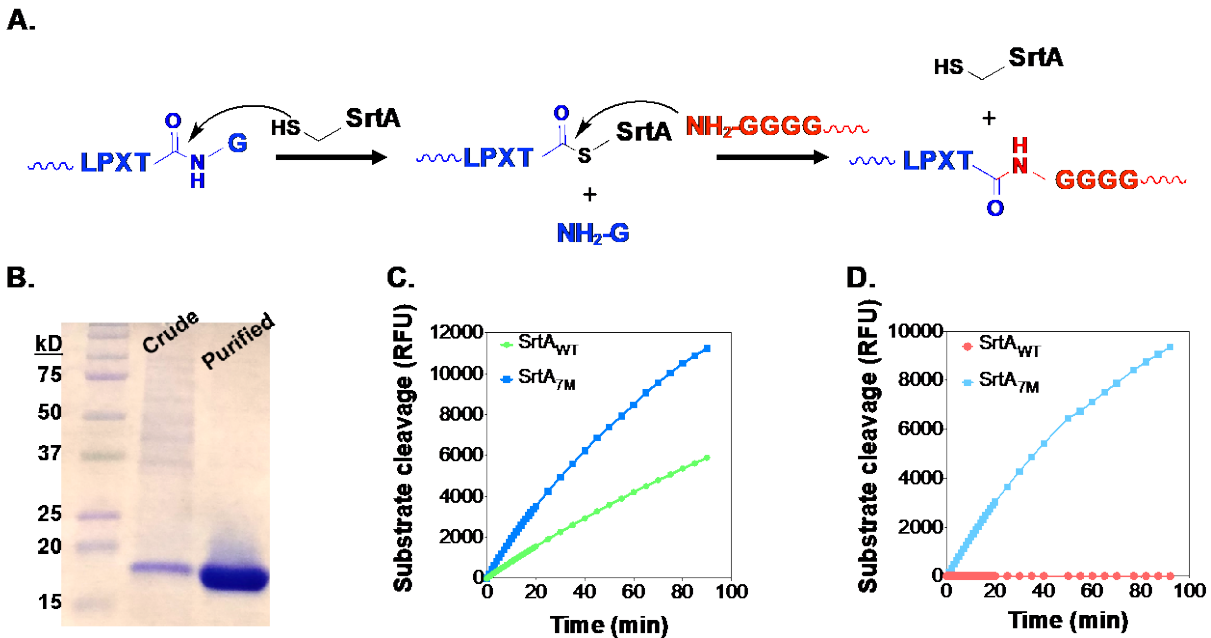 A.
O
HS
SrtA
LPXT
N
H
G
O
LPXT
S
SrtA
+
NH2-G
NH2-GGGG
HS
SrtA
+
LPXT
H
N
O
GGGG
B.
kD
Crude
Purified
75
50
37
25
20
15
C.
Substrate cleavage (RFU)
12000
10000
8000
6000
4000
2000
0
SrtAWT
SrtA7M
0 20 40 60 80 100
Time (min)
D.
Substrate cleavage (RFU)
10000
8000
6000
4000
2000
0
SrtAWT
SrtA7M
0 20 40 60 80 100
Time (min)